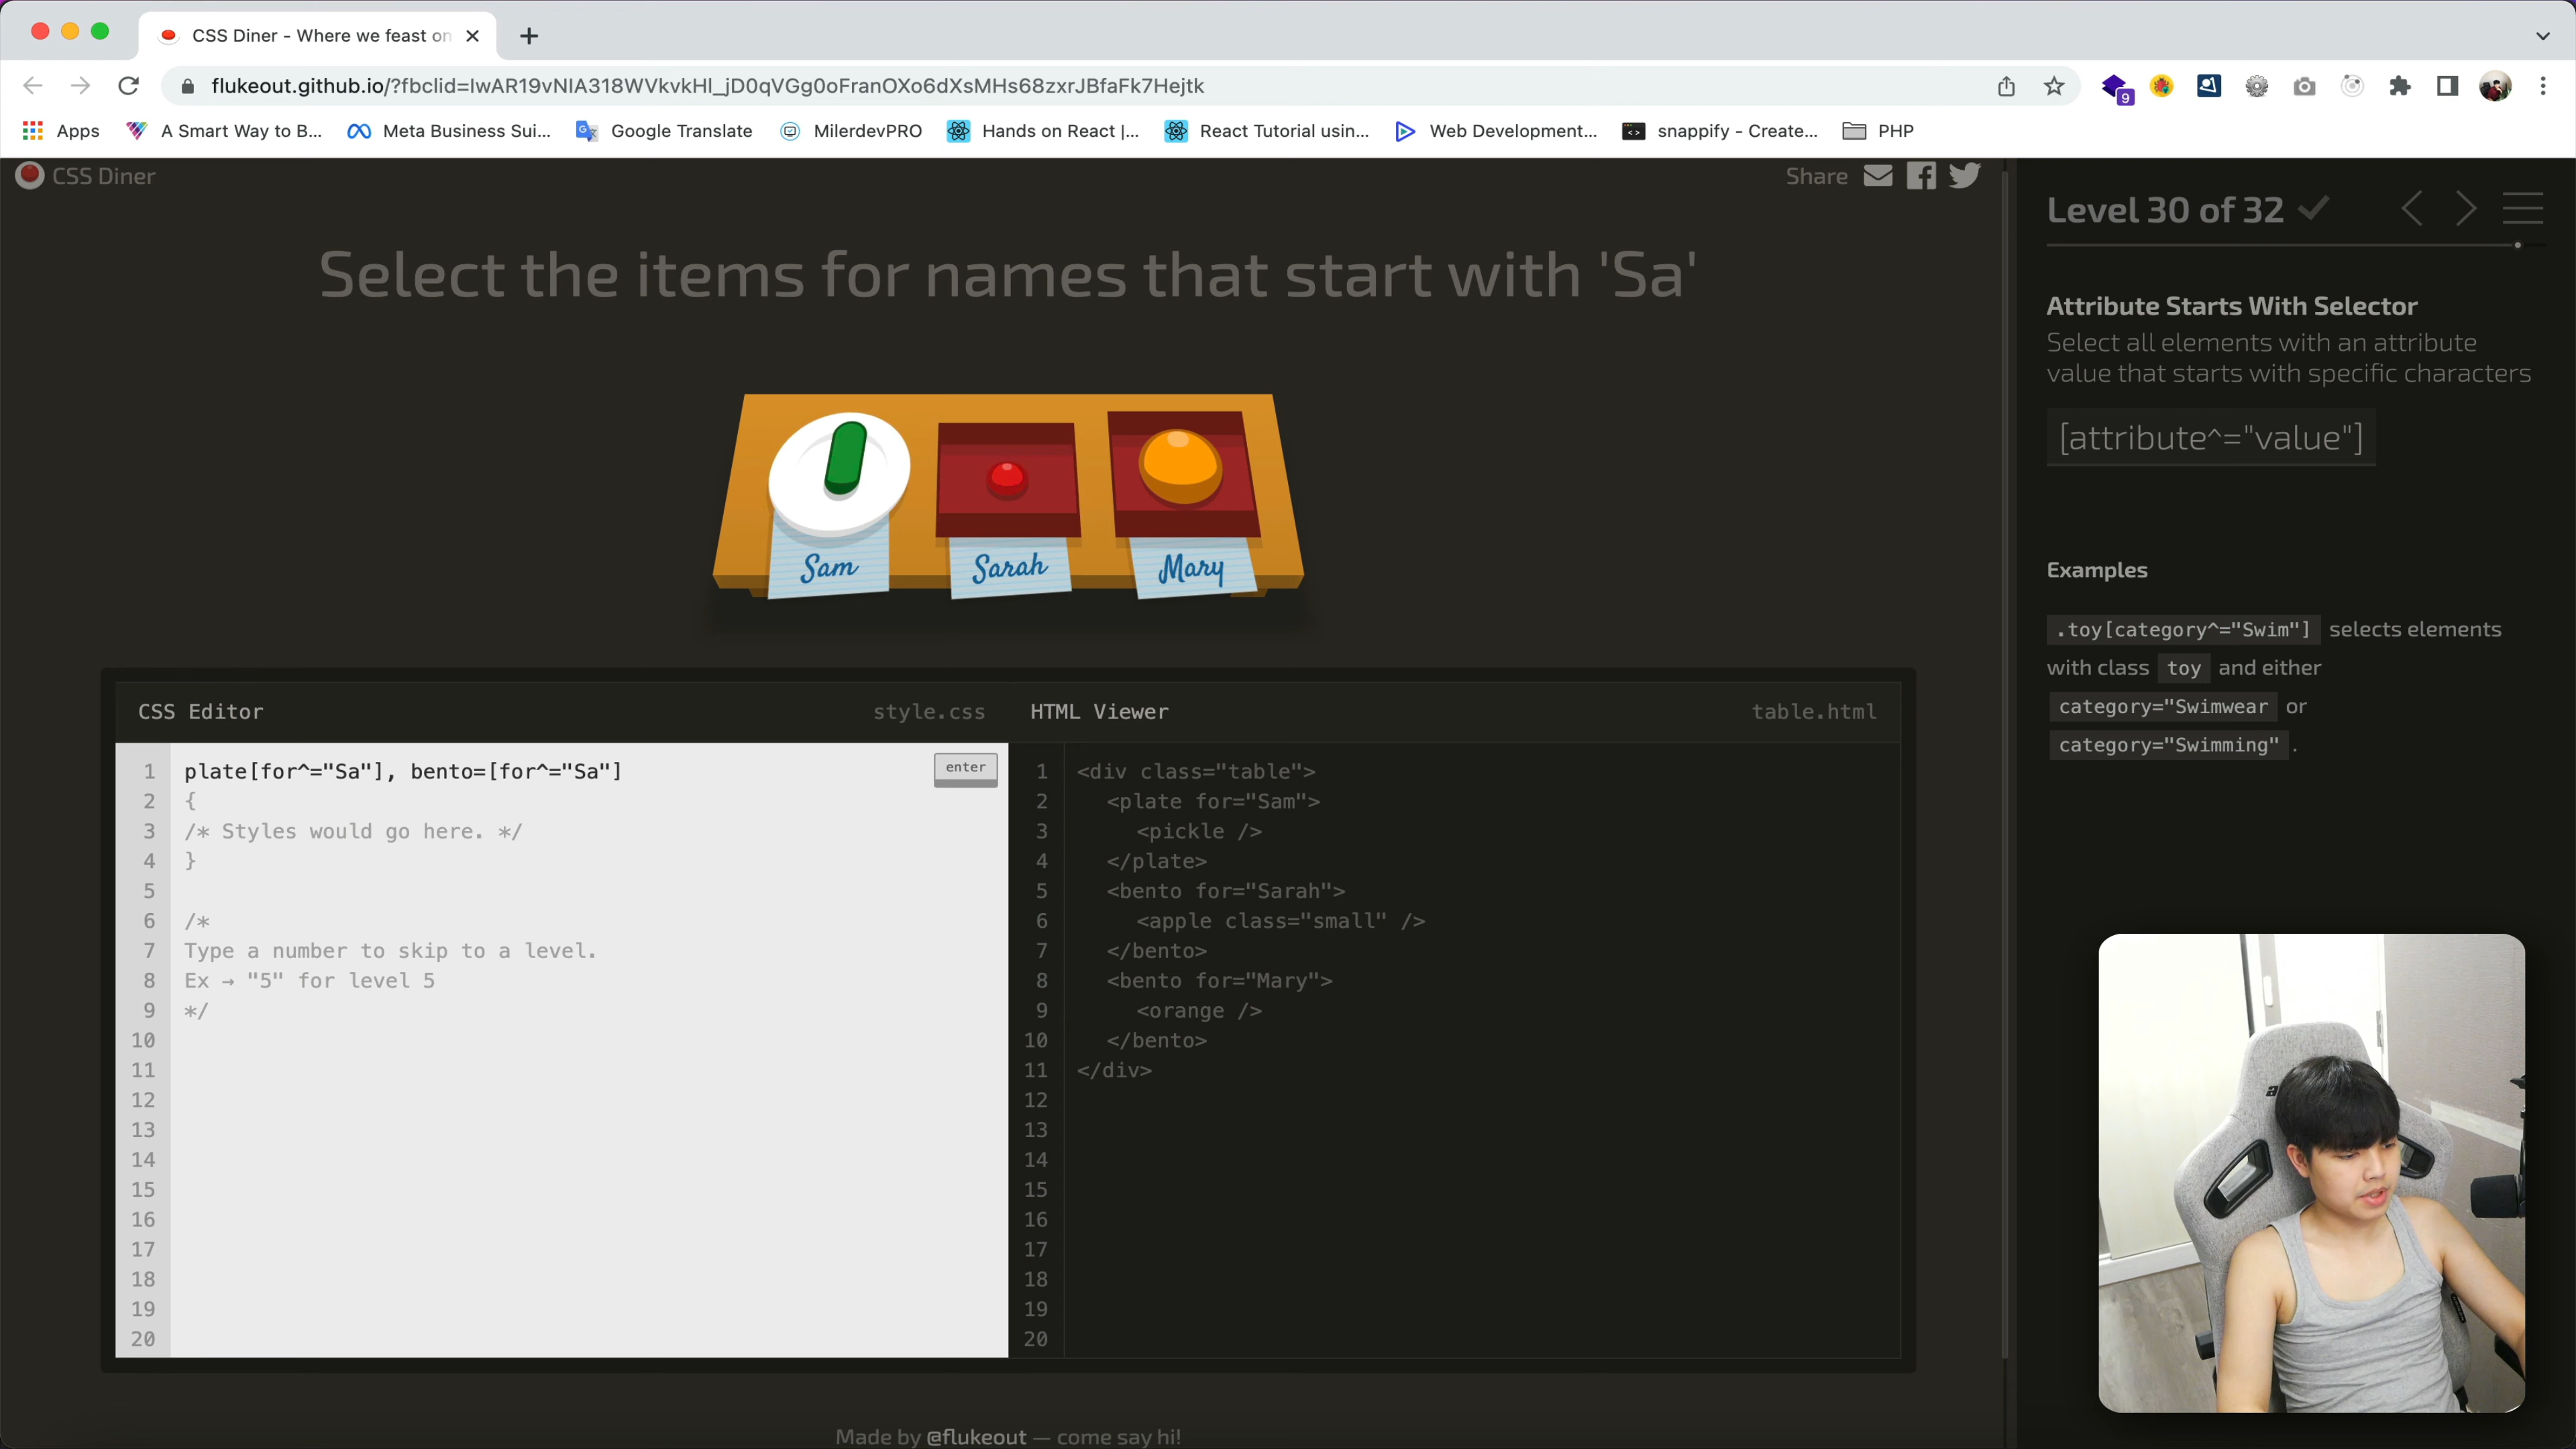 CSS Diner - Where we feast on
flukeout.github.io/?fbclid=IwAR19vNIA318WVkvkHl_jD0qVGg0oFranOXo6dXsMHs68zxrJBfaFk7Hejtk
9
Apps
A Smart Way to B...
Meta Business Sui...
Google Translate
MilerdevPRO
Hands on React |...
React Tutorial usin...
Web Development...
snappify - Create...
PHP
CSS Diner
Share
Select the items for names that start with 'Sa'
Sam
Sarah
Mary
CSS Editor
style.css
1 plate[for^="Sa"], bento=[for^="Sa"]
enter
2 {
3 /* Styles would go here. */
4 }
5
6 /*
7 Type a number to skip to a level.
8 Ex → "5" for level 5
9 */
10
11
12
13
14
15
16
17
18
19
20
HTML Viewer
table.html
1 <div class="table">
2 <plate for="Sam">
3 <pickle />
4 </plate>
5 <bento for="Sarah">
6 <apple class="small" />
7 </bento>
8 <bento for="Mary">
9 <orange />
10 </bento>
11 </div>
12
13
14
15
16
17
18
19
20
Made by @flukeout — come say hi!
Level 30 of 32
Attribute Starts With Selector
Select all elements with an attribute
value that starts with specific characters
[attribute^="value"]
Examples
.toy[category^="Swim"] selects elements
with class toy and either
category="Swimwear or
category="Swimming" .